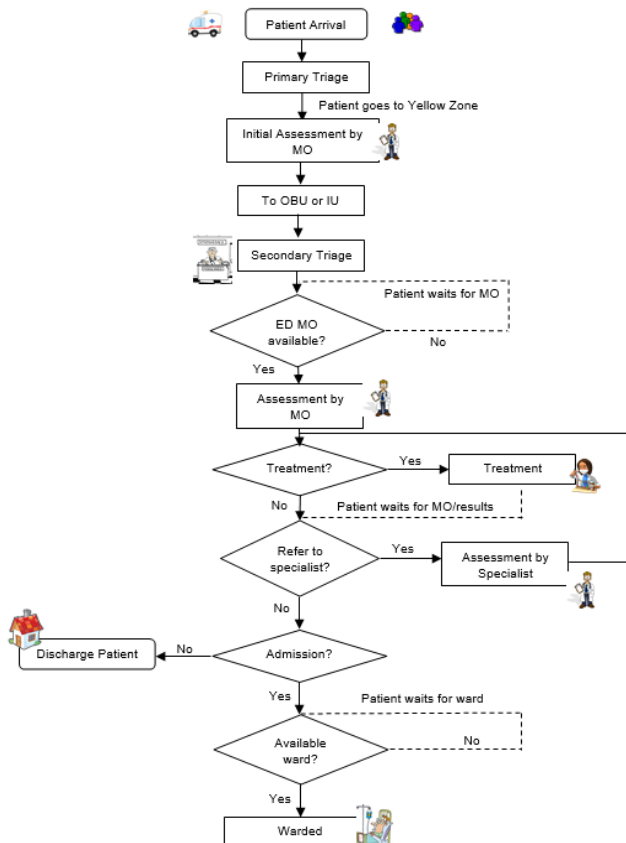 Patient Arrival
Primary Triage
Patient goes to Yellow Zone
Initial Assessment by
MO
To OBU or IU
Secondary Triage
Patient waits for MO
ED MO
available?
No
Yes
Assessment by
MO
Treatment?
Yes
Treatment
No
Patient waits for MO/results
Refer to
specialist?
Yes
Assessment by
Specialist
No
Admission?
No
Discharge Patient
Yes
Patient waits for ward
Available
ward?
No
Yes
Warded